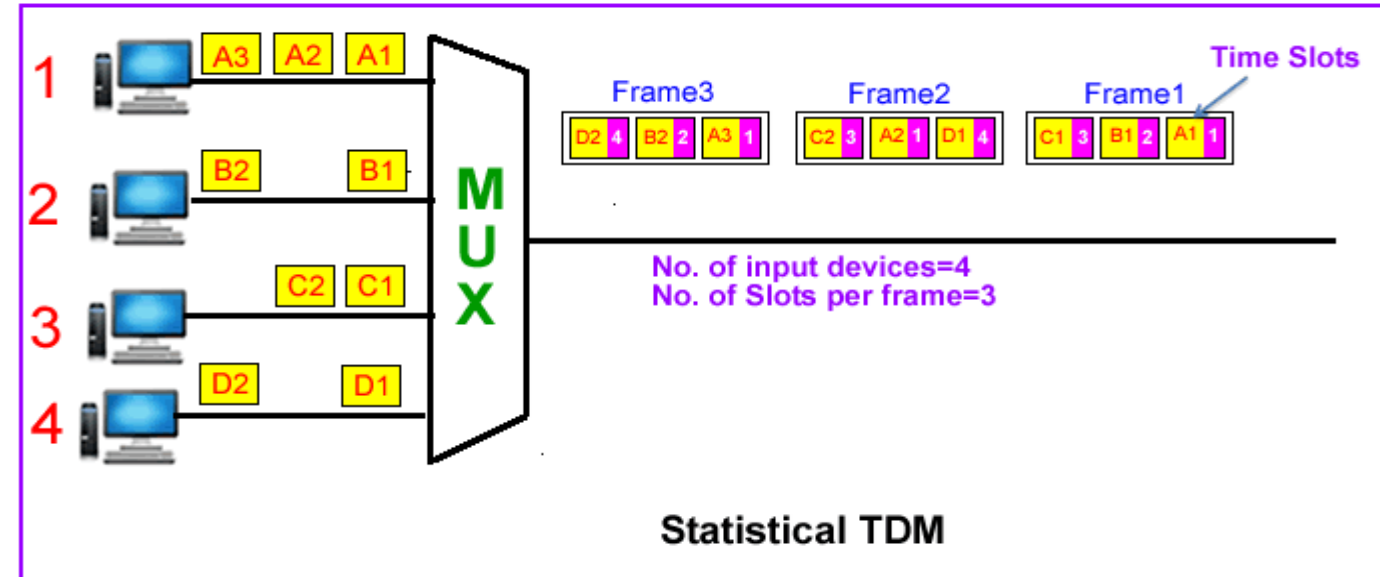 Time Slots
1 A3 A2 A1
Frame3 Frame2 Frame1
D2 4 B2 2 A3 1 C2 3 A2 1 D1 4 C1 3 B1 2 A1 1
2 B2 B1
MUX
No. of input devices=4
No. of Slots per frame=3
3 C2 C1
4 D2 D1
Statistical TDM